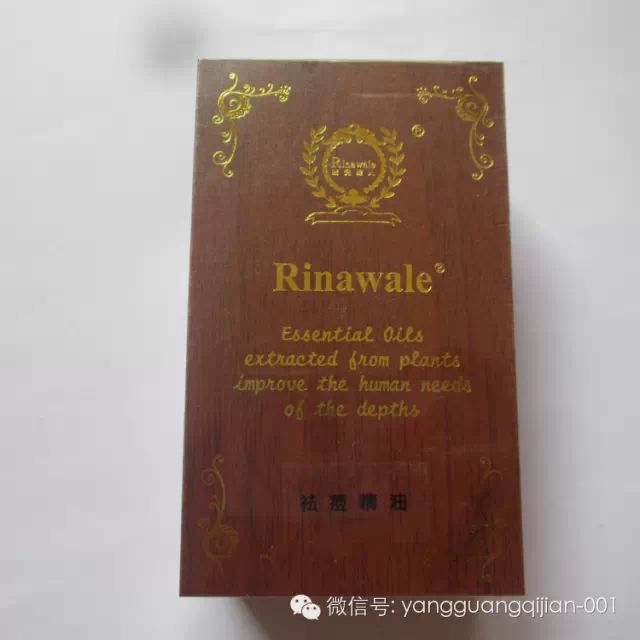 Rinawale
Rinawale®
Essential Oils
extracted from plants
improve the human needs
of the depths
祛痘精油
微信号: yangguangqijian-001